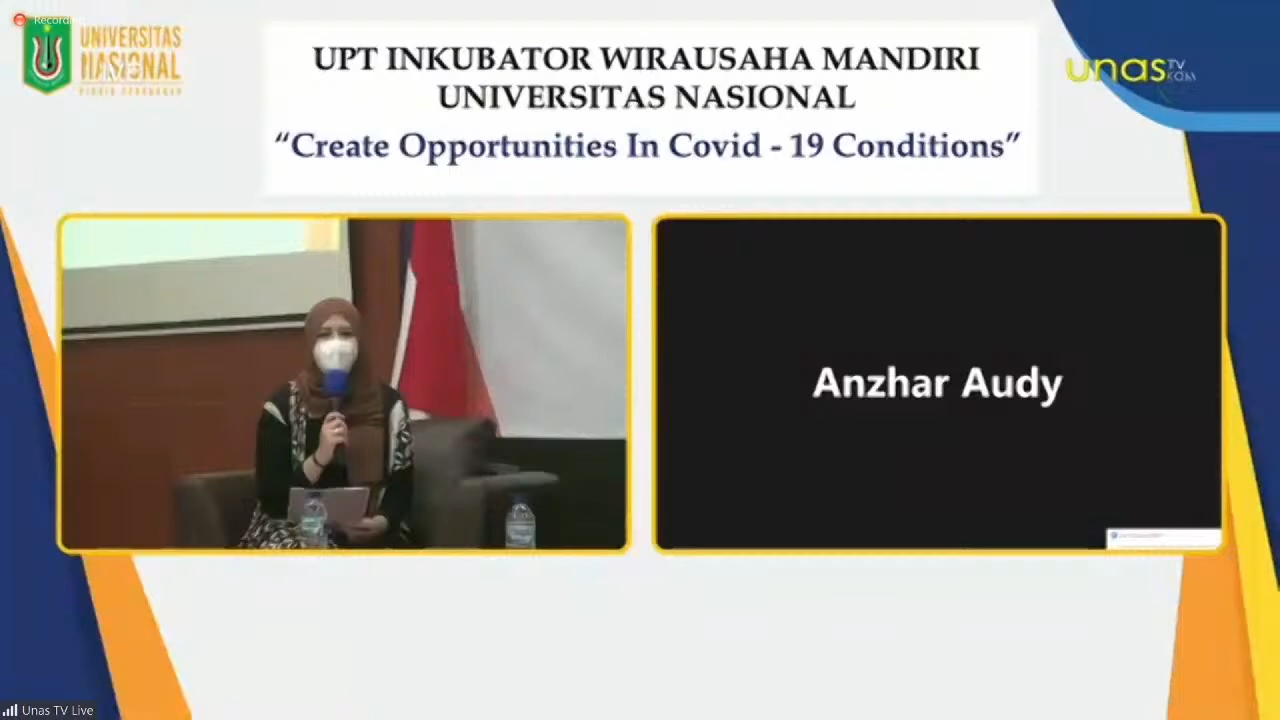 Recording
UNIVERSITAS
NASIONAL
UPT INKUBATOR WIRAUSAHA MANDIRI
UNIVERSITAS NASIONAL
“Create Opportunities In Covid - 19 Conditions”
unas TV
Anzhar Audy
Unas TV Live